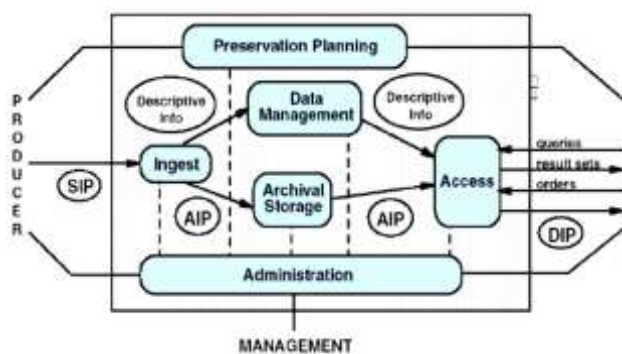 Preservation Planning
PRODUCER
Descriptive
Info
Data
Management
Descriptive
Info
queries
Ingest
result sets
Access
SIP
Archival
Storage
orders
AIP
AIP
DIP
Administration
MANAGEMENT